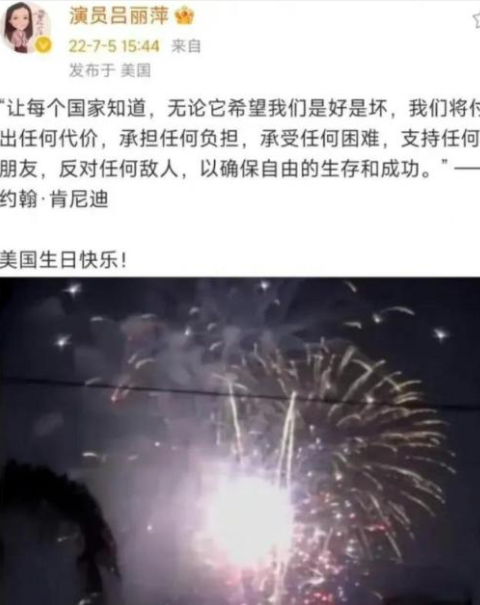 演员吕丽萍
22-7-5 15:44 来自
发布于 美国
“让每个国家知道，无论它希望我们是好是坏，我们将付
出任何代价，承担任何负担，承受任何困难，支持任何
朋友，反对任何敌人，以确保自由的生存和成功。” —
约翰·肯尼迪
美国生日快乐！